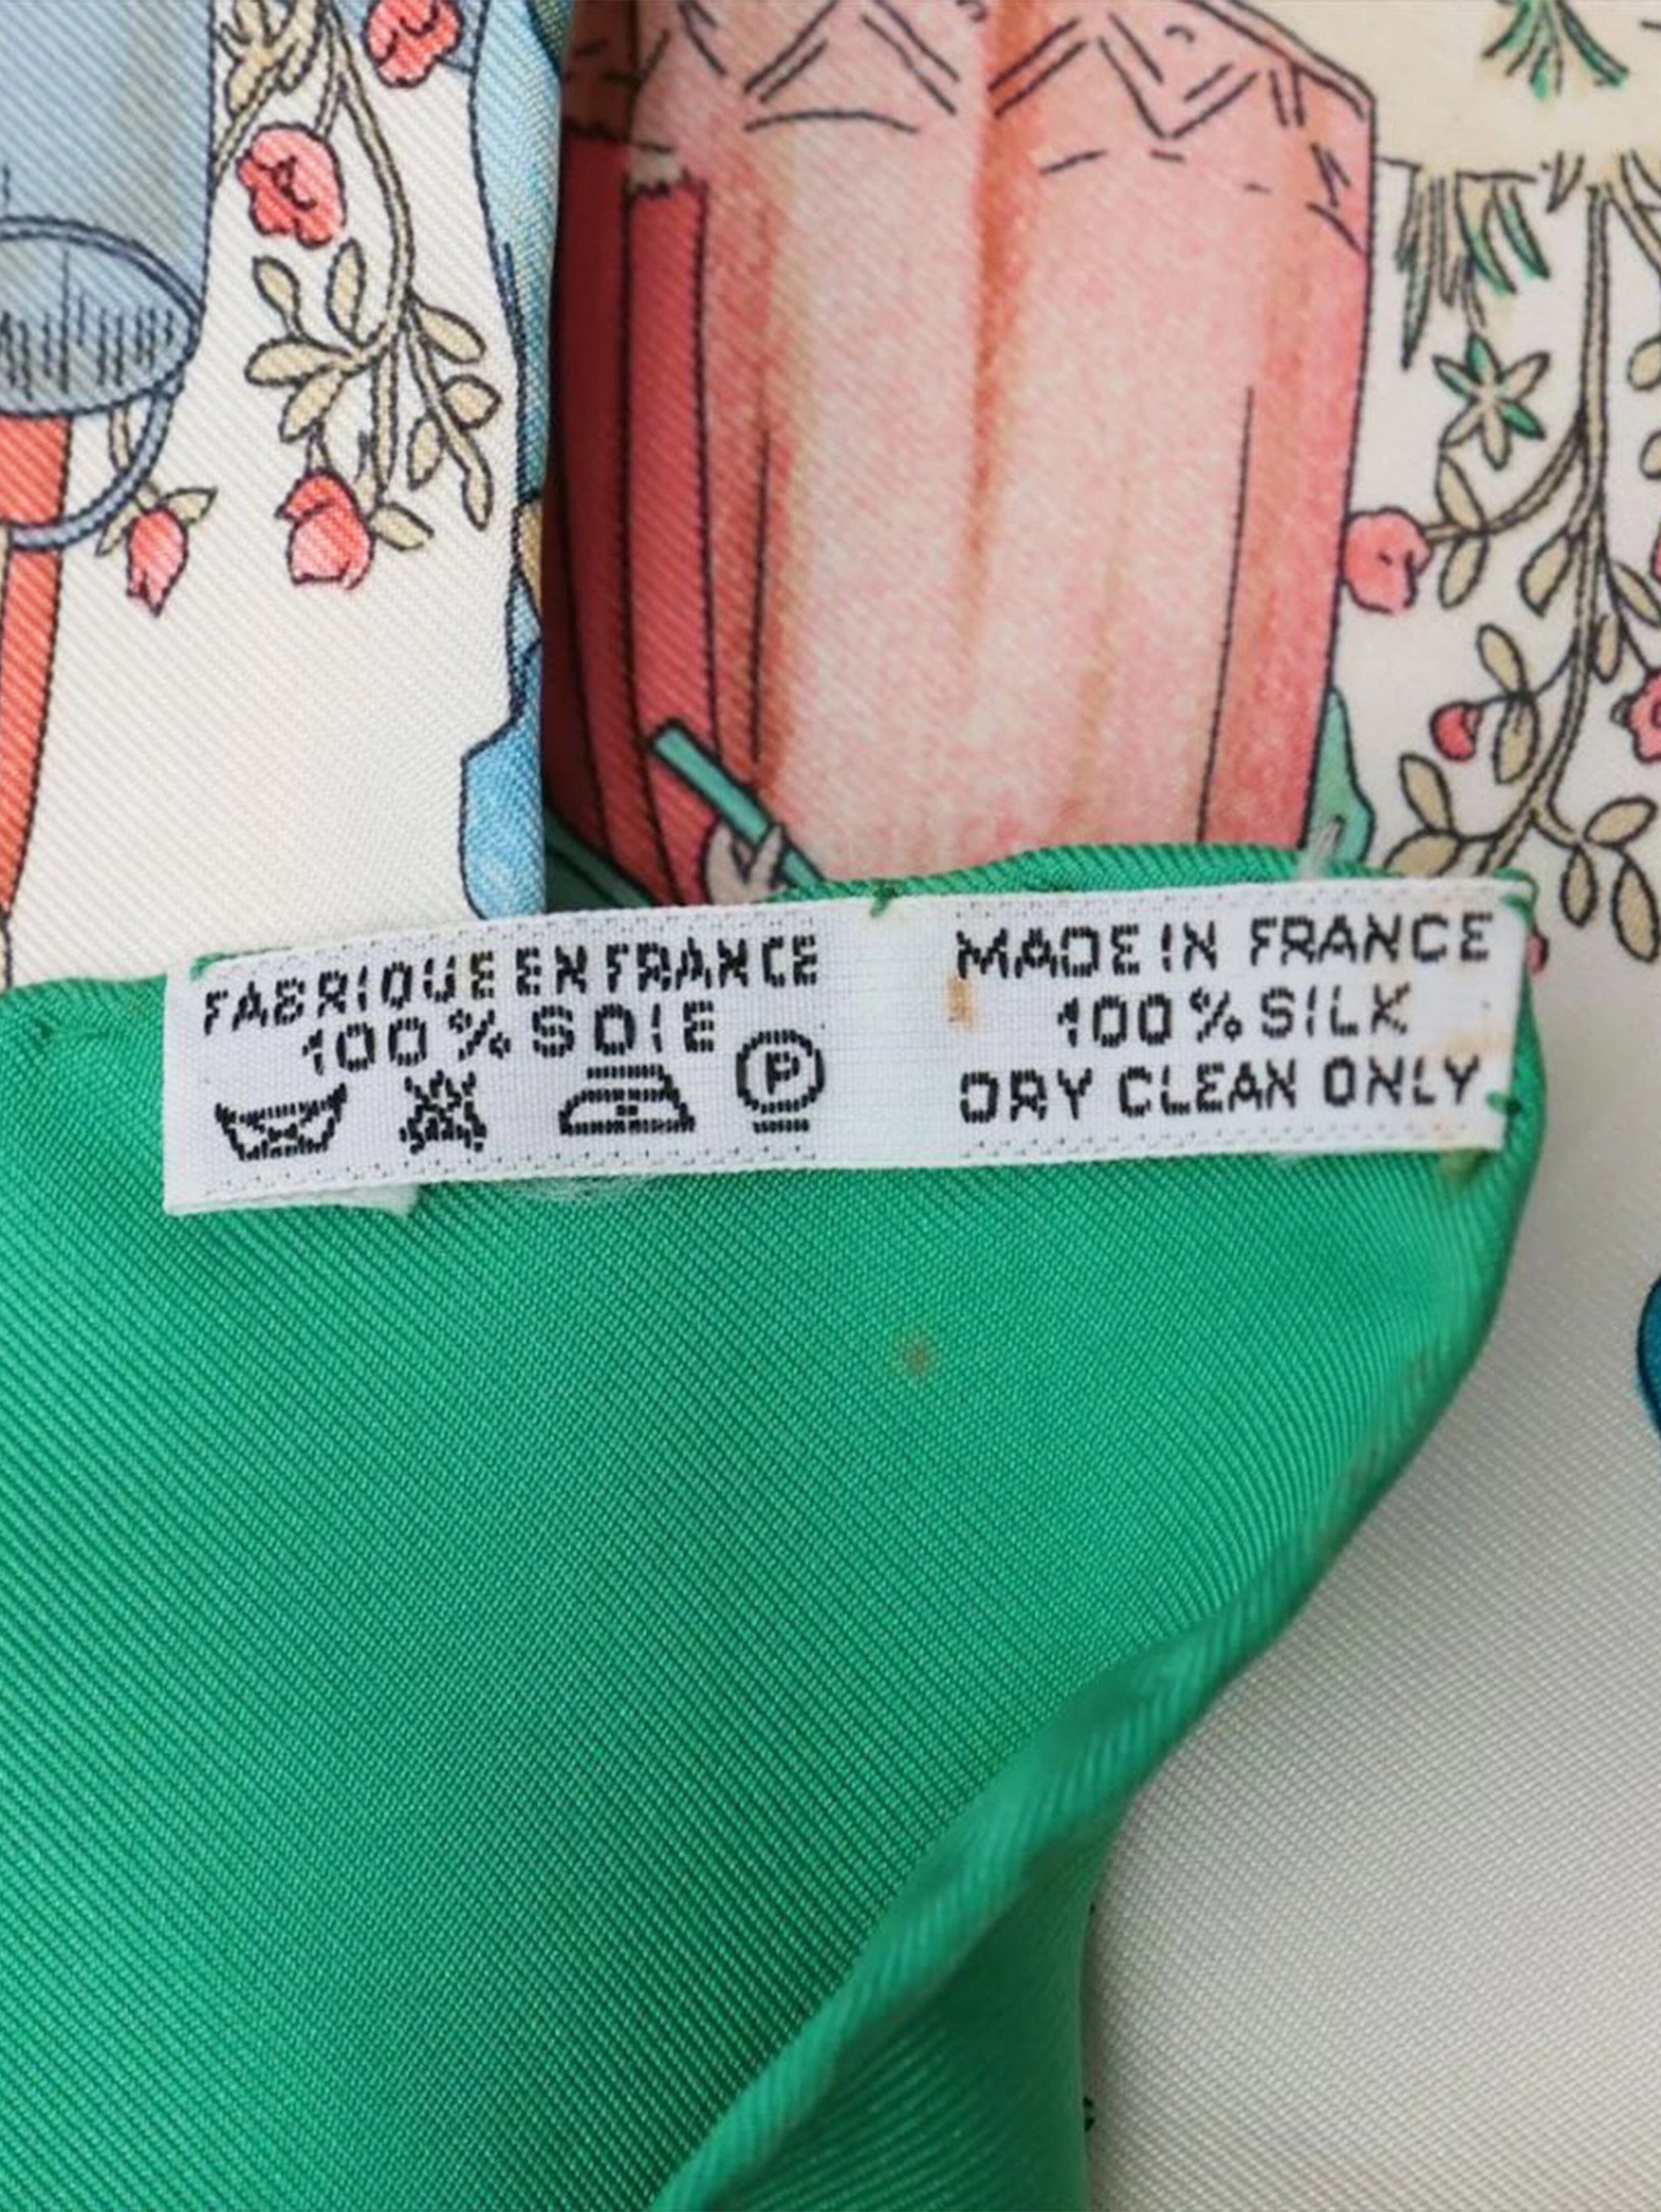 FABRIQUE EN FRANCE
100% SOIE
P
MADE IN FRANCE
100% SILK
DRY CLEAN ONLY